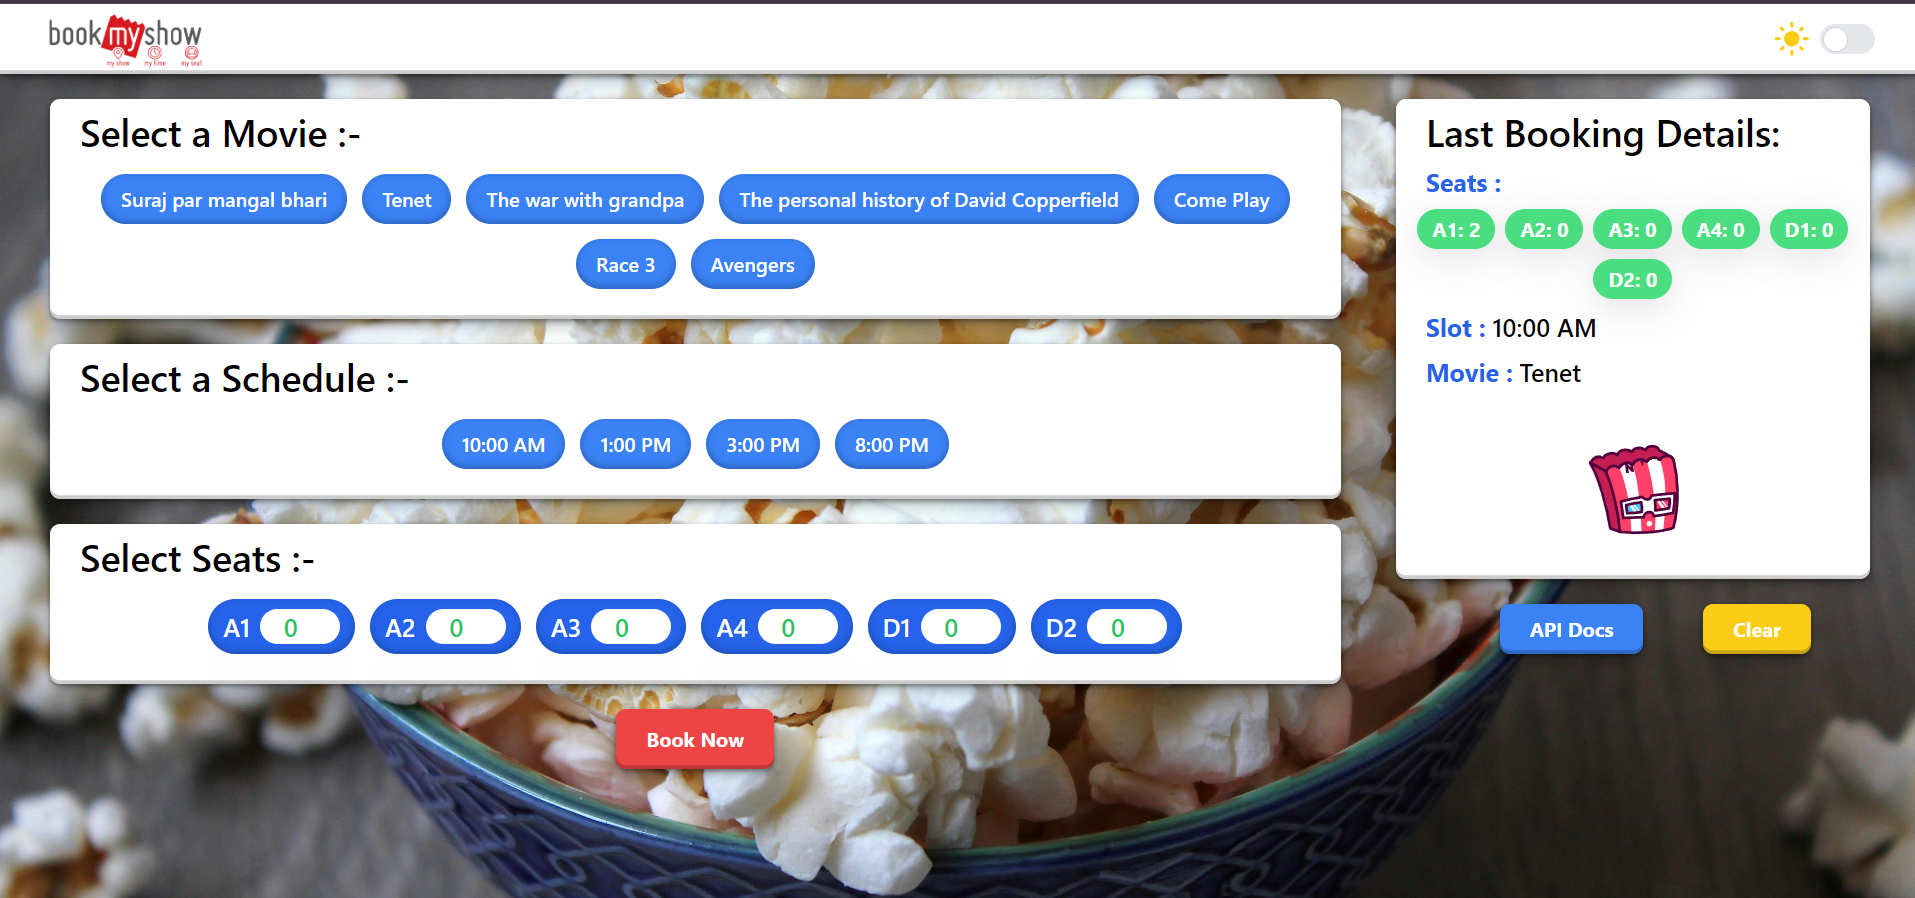 bookmyshow
my show my time my seat
Select a Movie :-
Suraj par mangal bhari Tenet The war with grandpa The personal history of David Copperfield Come Play
Race 3 Avengers
Select a Schedule :-
10:00 AM 1:00 PM 3:00 PM 8:00 PM
Select Seats :-
A1 0 A2 0 A3 0 A4 0 D1 0 D2 0
Book Now
Last Booking Details:
Seats :
A1: 2 A2: 0 A3: 0 A4: 0 D1: 0
D2: 0
Slot : 10:00 AM
Movie : Tenet
API Docs Clear